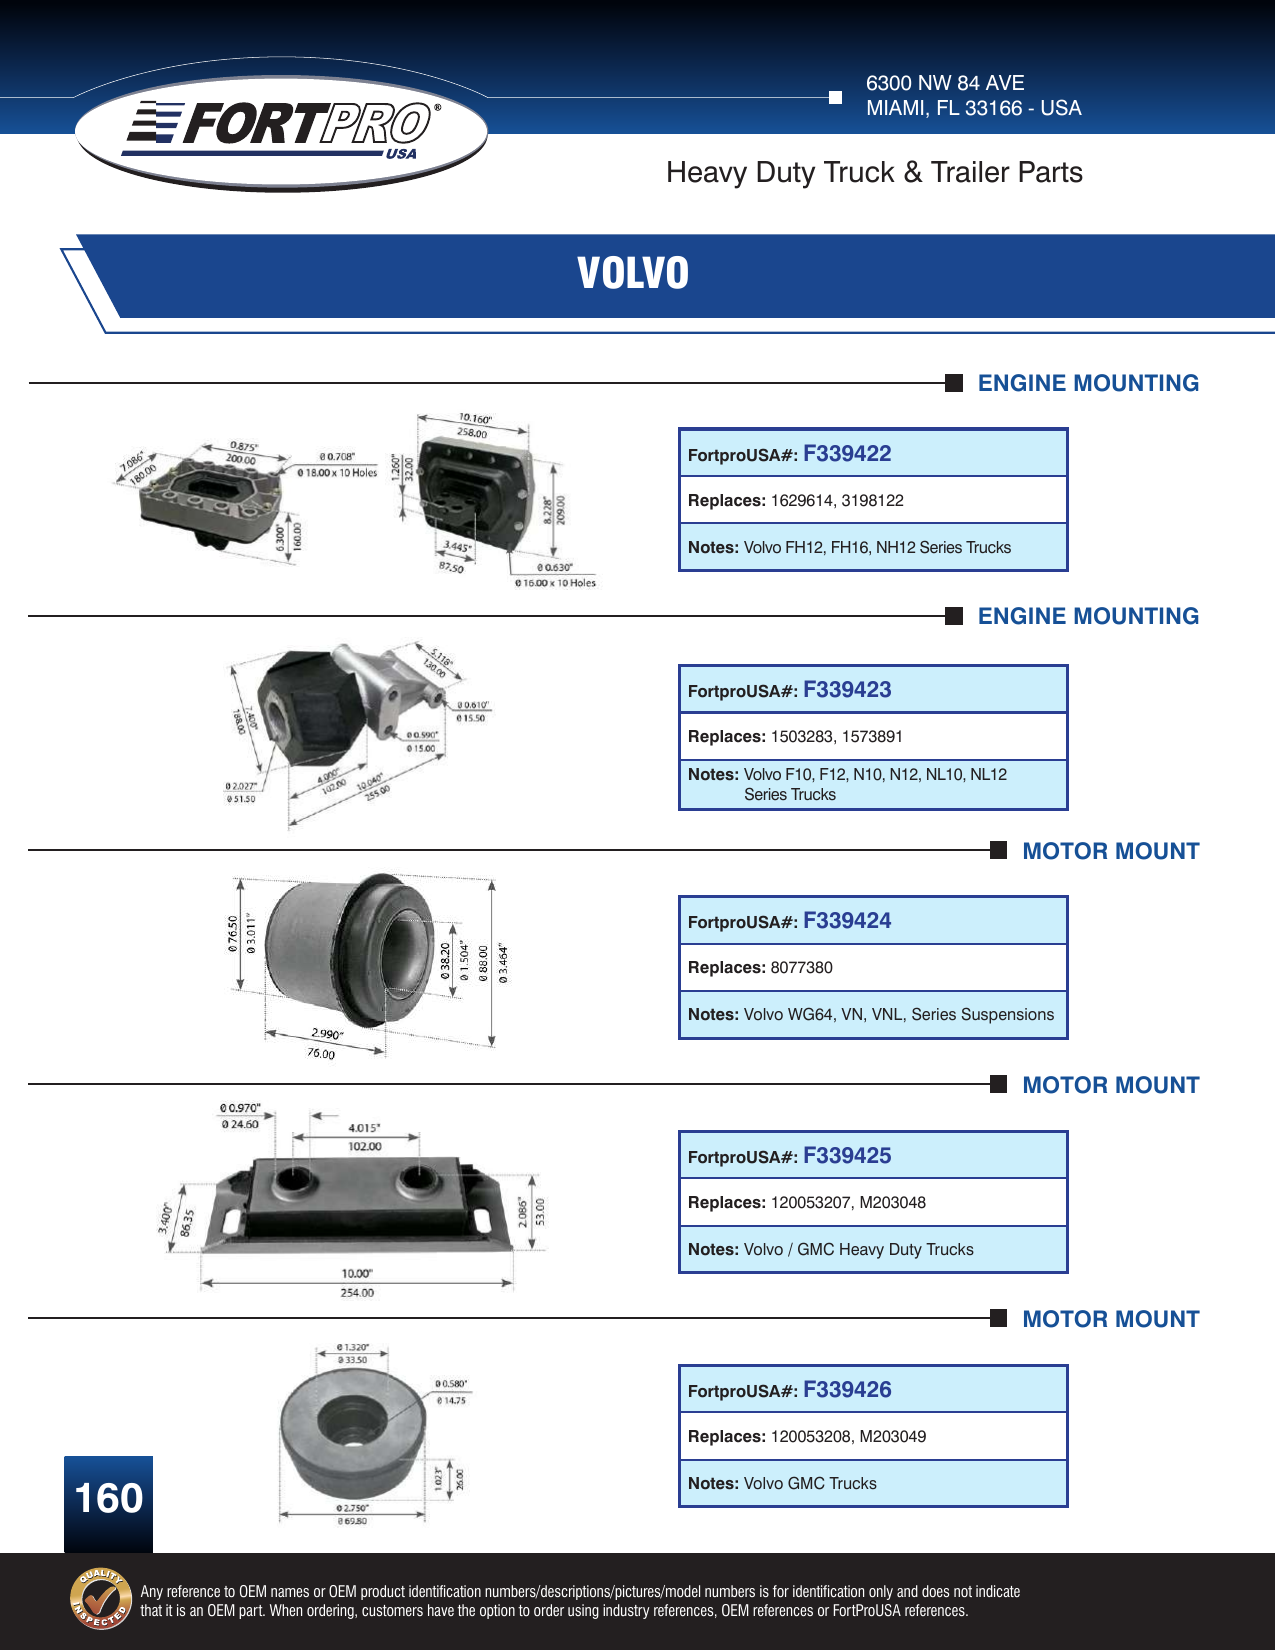 FORTPRO®
USA
6300 NW 84 AVE
MIAMI, FL 33166 - USA
Heavy Duty Truck & Trailer Parts
VOLVO
ENGINE MOUNTING
7.086"
180.00
0.875"
200.00
Ø 0.708"
Ø 18.00 x 10 Holes
6.300"
160.00
10.160"
258.00
1.260"
32.00
8.228"
209.00
3.445"
87.50
Ø 0.630"
Ø 16.00 x 10 Holes
FortproUSA#: F339422
Replaces: 1629614, 3198122
Notes: Volvo FH12, FH16, NH12 Series Trucks
ENGINE MOUNTING
5.118"
130.00
7.400"
188.00
Ø 0.610"
Ø 15.50
Ø 0.590"
Ø 15.00
Ø 2.027"
Ø 51.50
4.000"
102.00
10.040"
255.00
FortproUSA#: F339423
Replaces: 1503283, 1573891
Notes: Volvo F10, F12, N10, N12, NL10, NL12
Series Trucks
MOTOR MOUNT
Ø 76.50
Ø 3.011"
Ø 38.20
Ø 1.504"
Ø 88.00
Ø 3.464"
2.990"
76.00
FortproUSA#: F339424
Replaces: 8077380
Notes: Volvo WG64, VN, VNL, Series Suspensions
MOTOR MOUNT
Ø 0.970"
Ø 24.60
4.015"
102.00
3.400"
86.35
2.086"
53.00
10.00"
254.00
FortproUSA#: F339425
Replaces: 120053207, M203048
Notes: Volvo / GMC Heavy Duty Trucks
MOTOR MOUNT
Ø 1.320"
Ø 33.50
Ø 0.580"
Ø 14.75
1.023"
26.00
Ø 2.750"
Ø 69.80
FortproUSA#: F339426
Replaces: 120053208, M203049
Notes: Volvo GMC Trucks
160
QUALITY
INSPECTED
Any reference to OEM names or OEM product identification numbers/descriptions/pictures/model numbers is for identification only and does not indicate
that it is an OEM part. When ordering, customers have the option to order using industry references, OEM references or FortProUSA references.